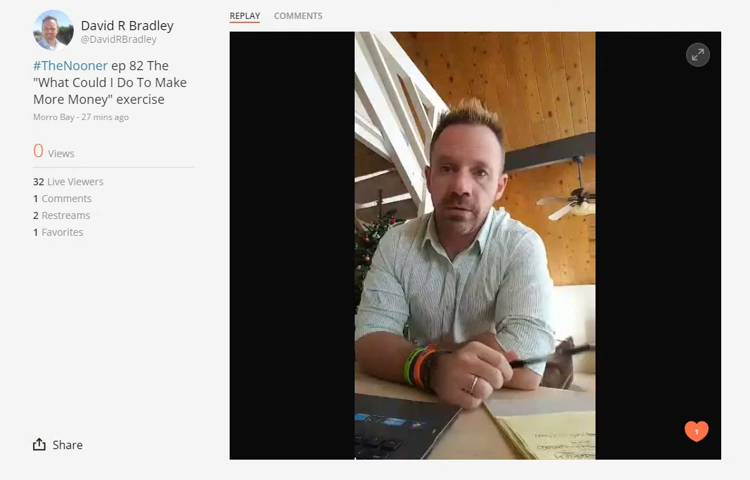 David R Bradley
@DavidRBradley
#TheNooner ep 82 The
"What Could I Do To Make
More Money" exercise
Morro Bay - 27 mins ago
0 Views
32 Live Viewers
1 Comments
2 Restreams
1 Favorites
Share
REPLAY COMMENTS
1